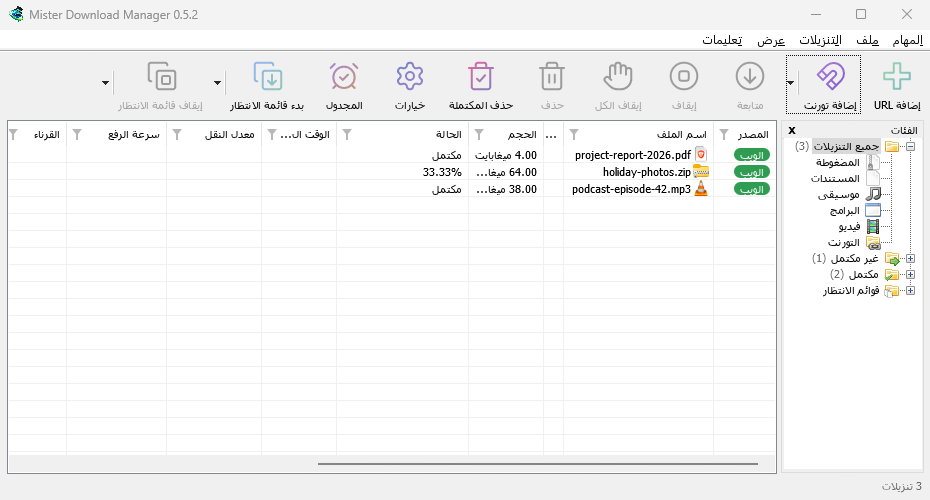 Mister Download Manager 0.5.2
المهام ملف التنزيلات عرض تعليمات
إضافة URL إضافة تورنت متابعة إيقاف إيقاف الكل حذف حذف المكتملة خيارات المجدول بدء قائمة الانتظار إيقاف قائمة الانتظار
الفئات X
جميع التنزيلات (3)
المضغوطة
المستندات
موسيقى
البرامج
فيديو
التورنت
غير مكتمل (1)
مكتمل (2)
قوائم الانتظار
المصدر اسم الملف ... الحجم الحالة الوقت ال... معدل النقل سرعة الرفع القرناء
الويب project-report-2026.pdf 4.00 ميغابايت مكتمل
الويب holiday-photos.zip 64.00 ميغا... 33.33%
الويب podcast-episode-42.mp3 38.00 ميغا... مكتمل
3 تنزيلات